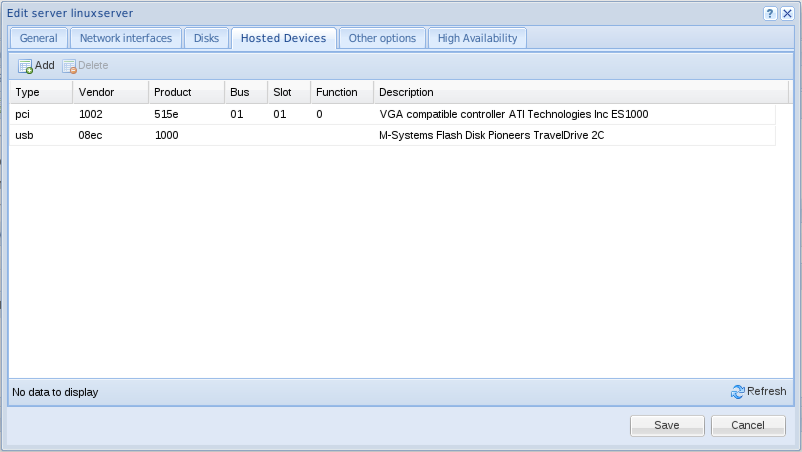 Edit server linuxserver
General Network interfaces Disks Hosted Devices Other options High Availability
Add Delete
Type Vendor Product Bus Slot Function Description
pci 1002 515e 01 01 0 VGA compatible controller ATI Technologies Inc ES1000
usb 08ec 1000 M-Systems Flash Disk Pioneers TravelDrive 2C
No data to display Refresh
Save Cancel